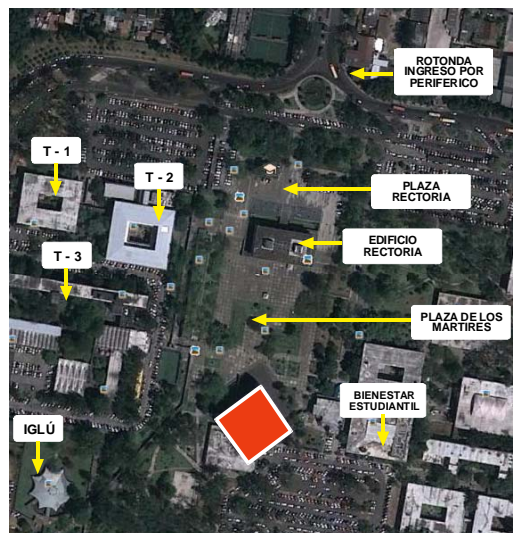 ROTONDA
INGRESO POR
PERIFERICO
T - 1
T - 2
PLAZA
RECTORIA
EDIFICIO
RECTORIA
T - 3
PLAZA DE LOS
MARTIRES
BIENESTAR
ESTUDIANTIL
IGLÚ